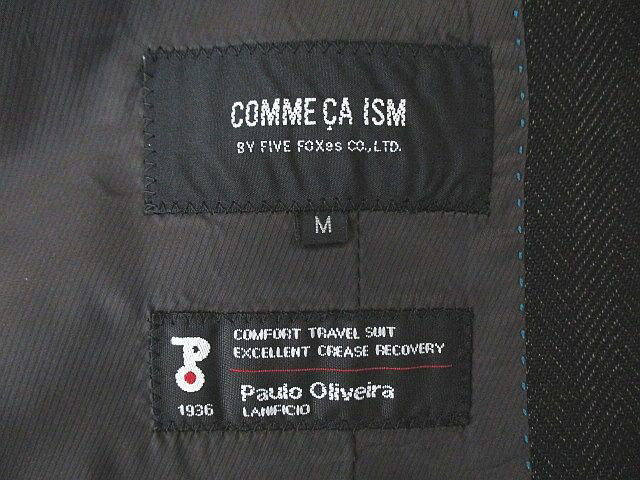 COMME ÇA ISM
BY FIVE FOXes CO.,LTD.
M
COMFORT TRAVEL SUIT
EXCELLENT CREASE RECOVERY
1936
Paulo Oliveira
LANIFICIO